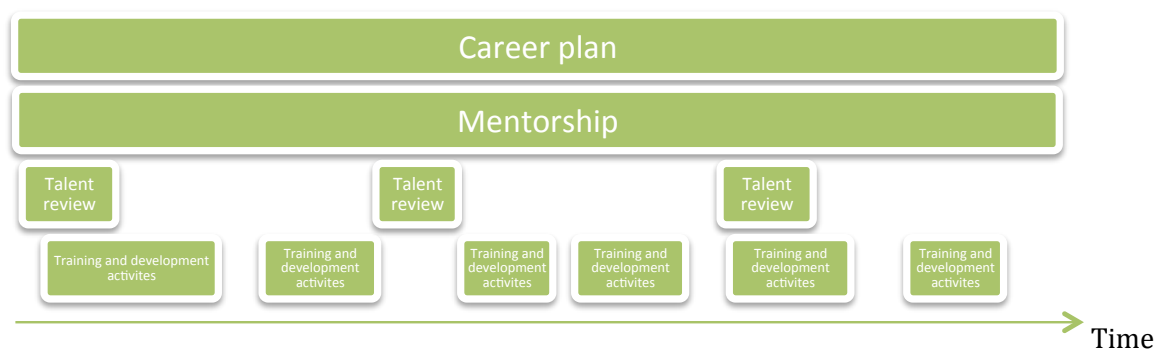 Career plan
Mentorship
Talent
review
Talent
review
Talent
review
Training and development
activites
Training and
development
activites
Training and
development
activites
Training and
development
activites
Training and
development
activites
Training and
development
activites
Time